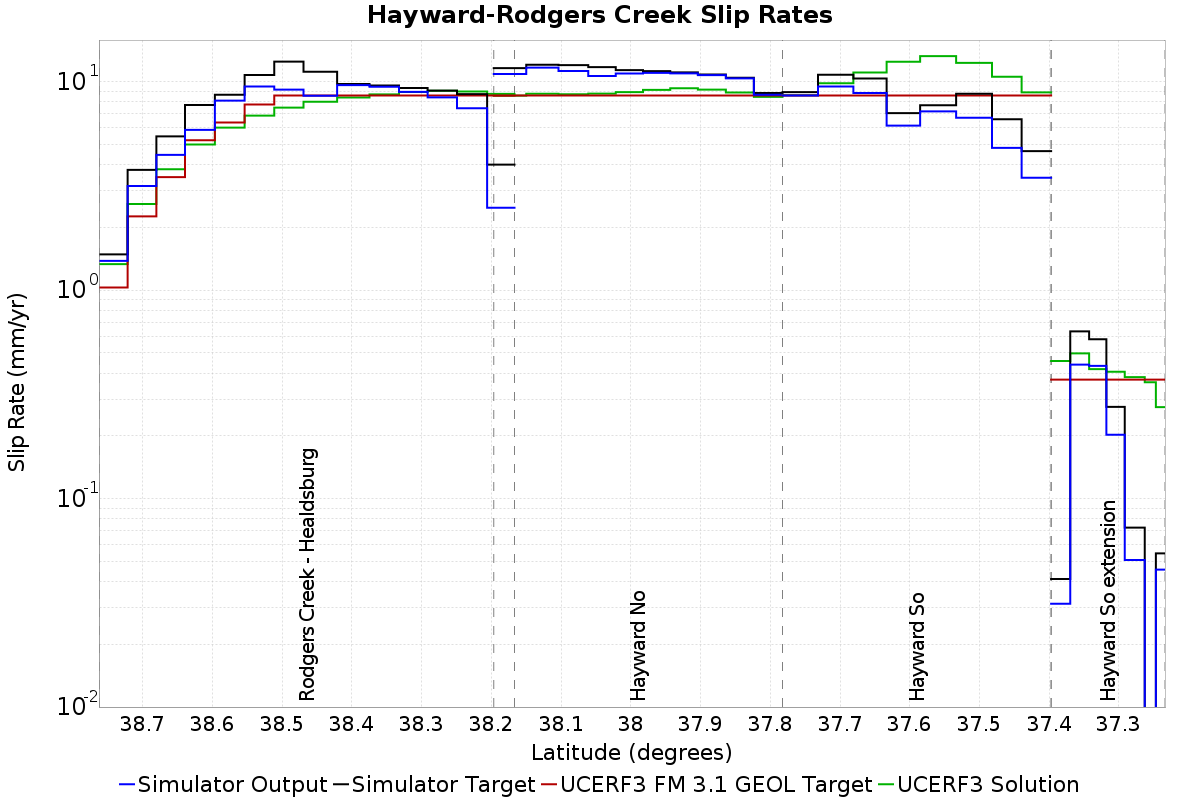 Hayward-Rodgers Creek Slip Rates
Slip Rate (mm/yr)
10^1
10^0
10^-1
10^-2
Rodgers Creek - Healdsburg
Hayward No
Hayward So
Hayward So extension
38.7 38.6 38.5 38.4 38.3 38.2 38.1 38 37.9 37.8 37.7 37.6 37.5 37.4 37.3
Latitude (degrees)
Simulator Output Simulator Target UCERF3 FM 3.1 GEOL Target UCERF3 Solution